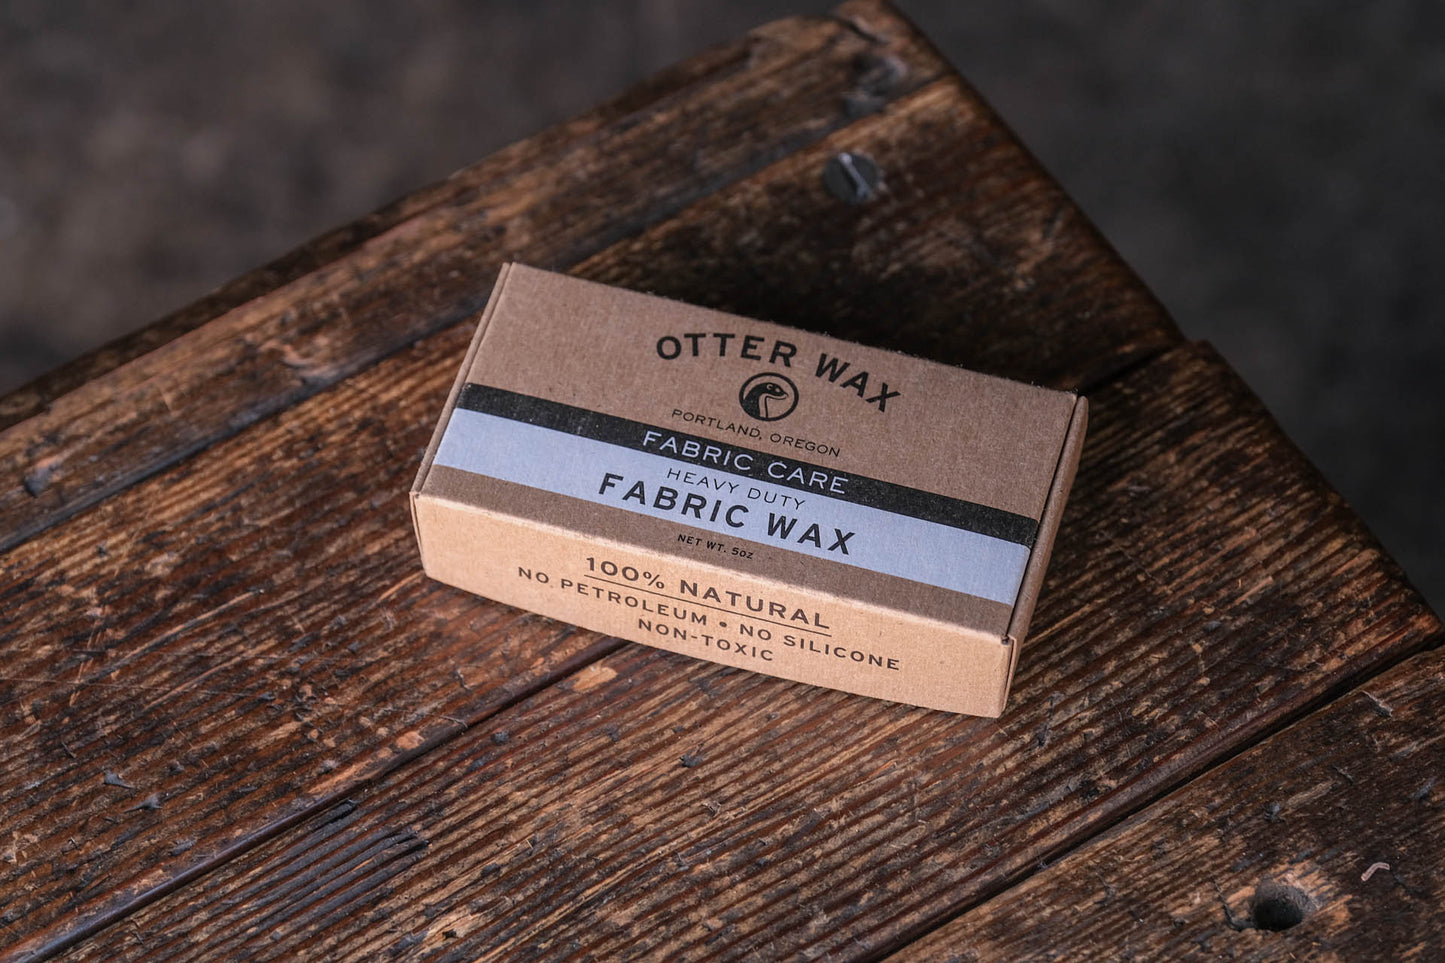 OTTER WAX
PORTLAND, OREGON
FABRIC CARE
HEAVY DUTY
FABRIC WAX
NET WT. 5OZ
100% NATURAL
NO PETROLEUM • NO SILICONE
NON-TOXIC